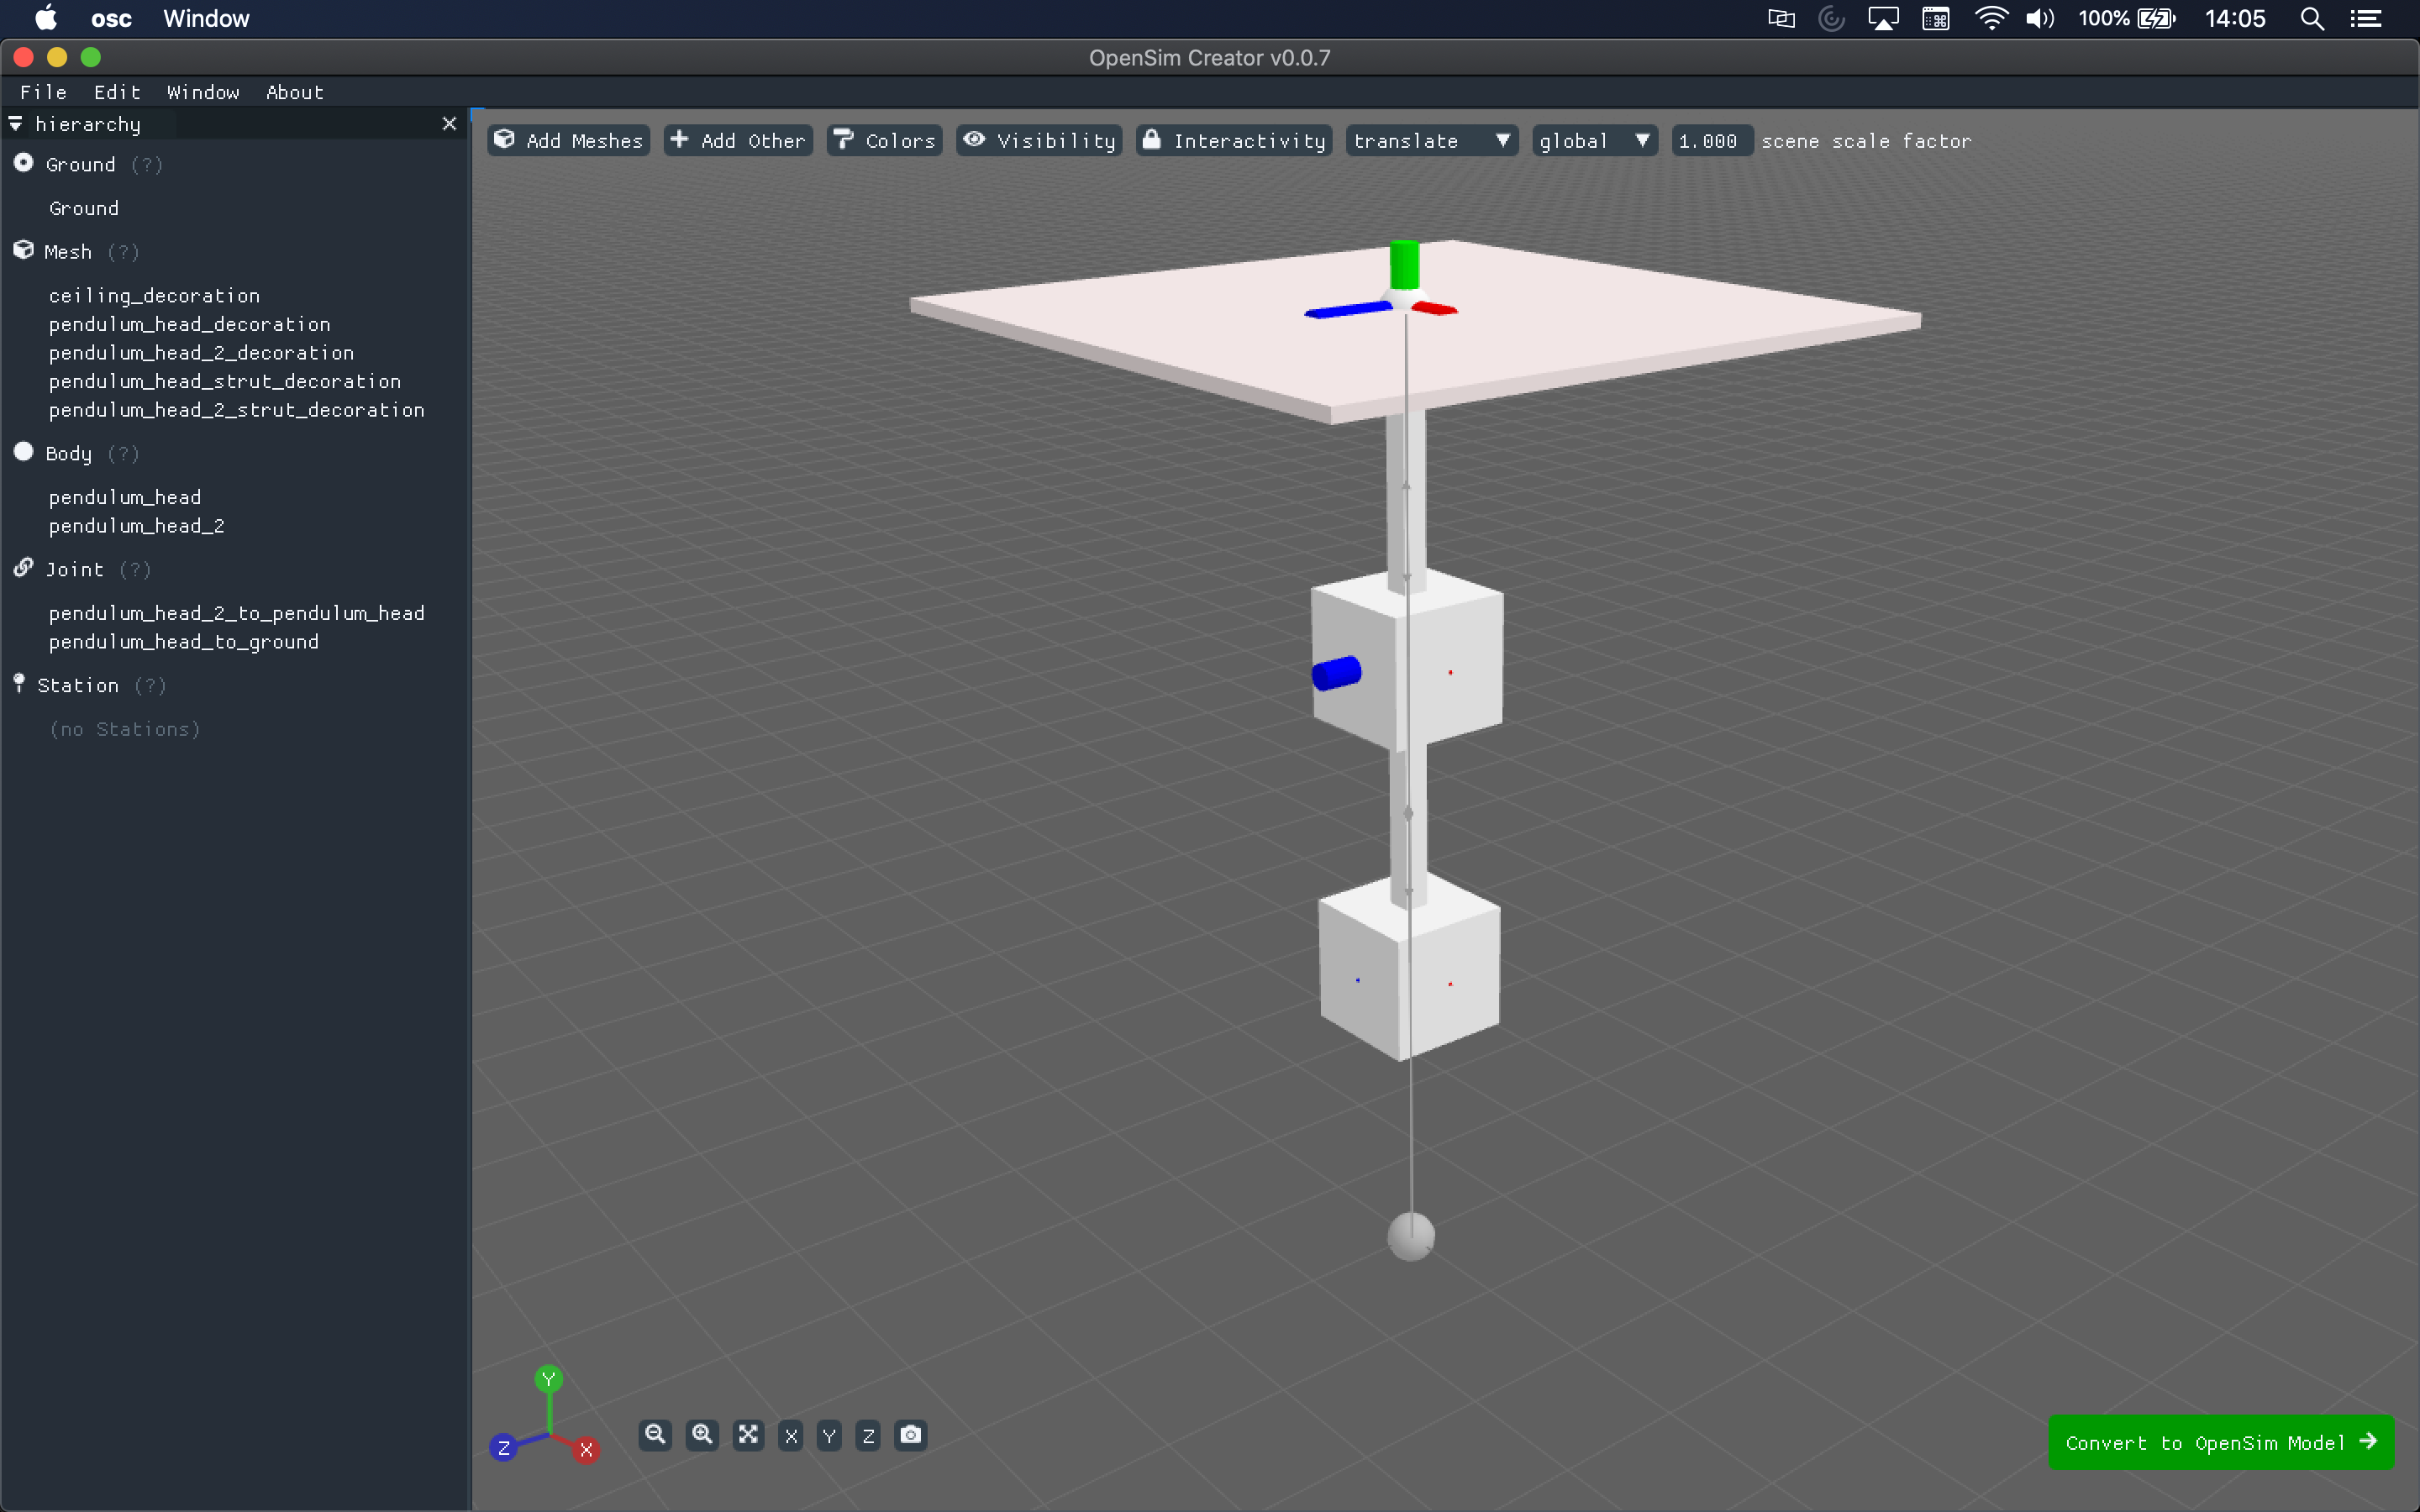 osc Window 100% 14:05
OpenSim Creator v0.0.7
File Edit Window About
hierarchy
Add Meshes Add Other Colors Visibility Interactivity translate global 1.000 scene scale factor
Ground (?)
Ground
Mesh (?)
ceiling_decoration
pendulum_head_decoration
pendulum_head_2_decoration
pendulum_head_strut_decoration
pendulum_head_2_strut_decoration
Body (?)
pendulum_head
pendulum_head_2
Joint (?)
pendulum_head_2_to_pendulum_head
pendulum_head_to_ground
Station (?)
(no Stations)
Y
Z X
X Y Z
Convert to OpenSim Model